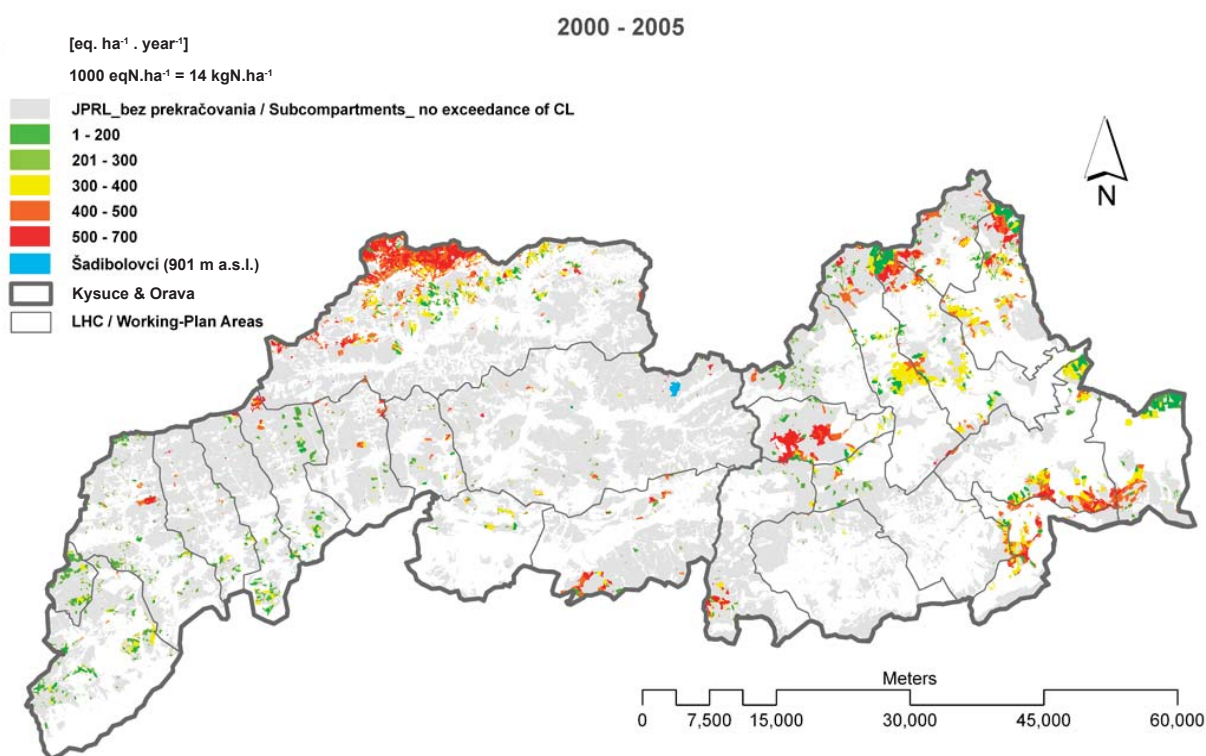 2000 - 2005
[eq. ha⁻¹ . year⁻¹]
1000 eqN.ha⁻¹ = 14 kgN.ha⁻¹
JPRL_bez prekračovania / Subcompartments_ no exceedance of CL
1 - 200
201 - 300
300 - 400
400 - 500
500 - 700
Šadibolovci (901 m a.s.l.)
Kysuce & Orava
LHC / Working-Plan Areas
N
Meters
0 7,500 15,000 30,000 45,000 60,000